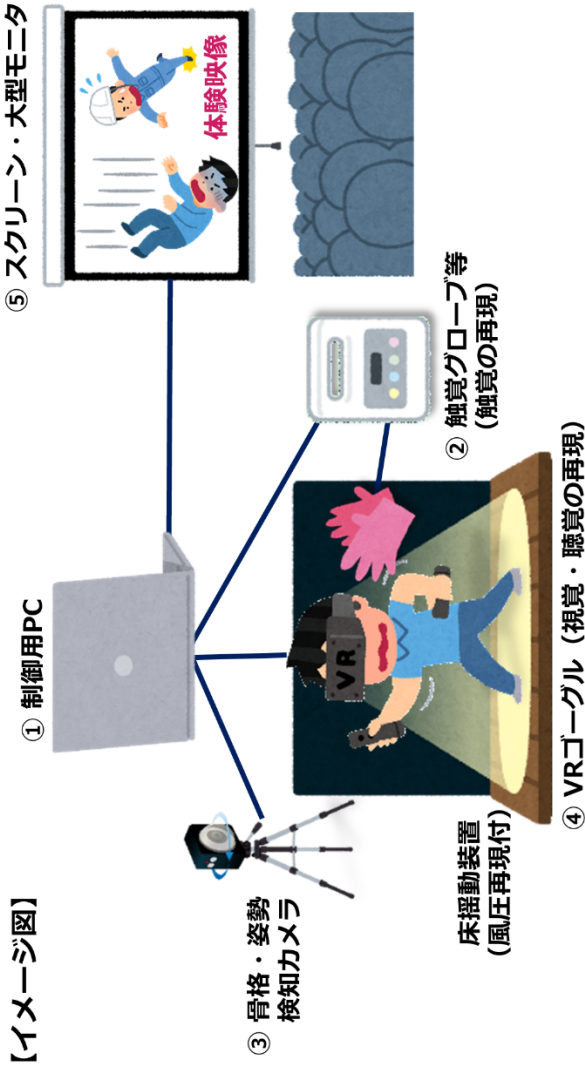 【イメージ図】
① 制御用PC
⑤ スクリーン・大型モニタ
体験映像
③ 骨格・姿勢
検知カメラ
VR
② 触覚グローブ等
（触覚の再現）
床揺動装置
（風圧再現付）
④ VRゴーグル（視覚・聴覚の再現）